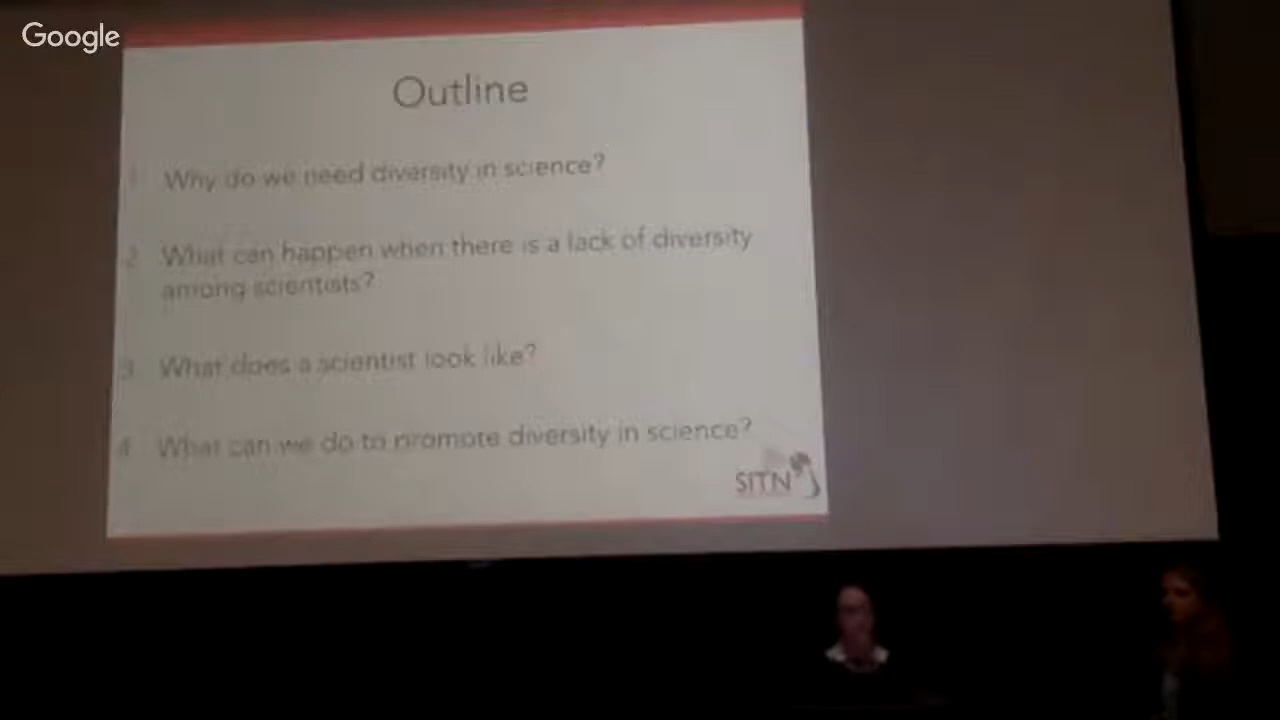 Google
Outline
1 Why do we need diversity in science?
2 What can happen when there is a lack of diversity
among scientists?
3 What does a scientist look like?
4 What can we do to promote diversity in science?
SITN